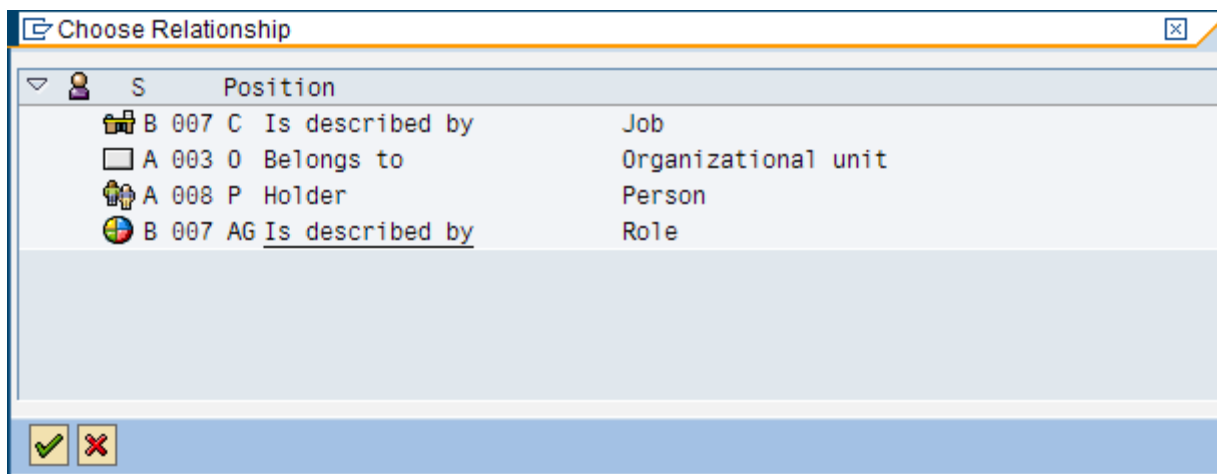 Choose Relationship
S Position
B 007 C Is described by Job
A 003 O Belongs to Organizational unit
A 008 P Holder Person
B 007 AG Is described by Role